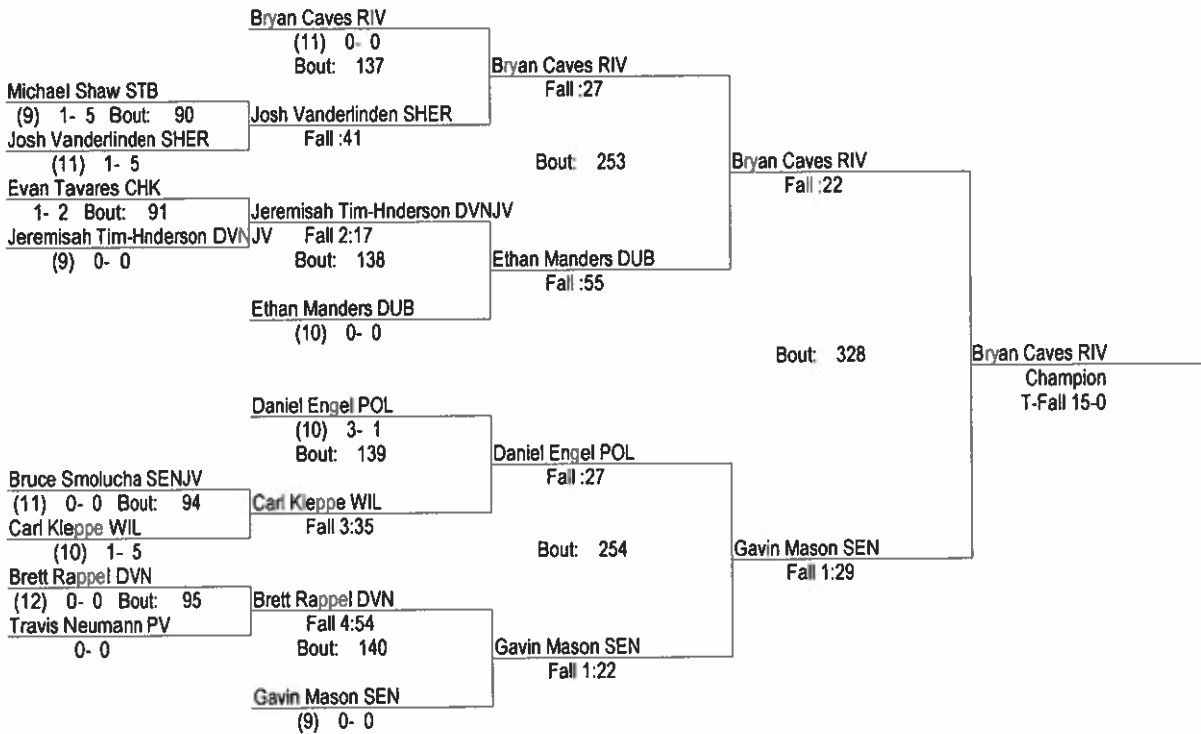 Bryan Caves RIV
(11) 0- 0
Bout: 137
Bryan Caves RIV
Fall :27
Michael Shaw STB
(9) 1- 5 Bout: 90
Josh Vanderlinden SHER
(11) 1- 5
Josh Vanderlinden SHER
Fall :41
Bout: 253
Bryan Caves RIV
Fall :22
Evan Tavares CHK
1- 2 Bout: 91
Jeremisah Tim-Hnderson DVNJV
(9) 0- 0
Jeremisah Tim-Hnderson DVNJV
Fall 2:17
Bout: 138
Ethan Manders DUB
Fall :55
Ethan Manders DUB
(10) 0- 0
Bout: 328
Bryan Caves RIV
Champion
T-Fall 15-0
Daniel Engel POL
(10) 3- 1
Bout: 139
Daniel Engel POL
Fall :27
Bruce Smolucha SENJV
(11) 0- 0 Bout: 94
Carl Kleppe WIL
(10) 1- 5
Carl Kleppe WIL
Fall 3:35
Bout: 254
Gavin Mason SEN
Fall 1:29
Brett Rappel DVN
(12) 0- 0 Bout: 95
Travis Neumann PV
0- 0
Brett Rappel DVN
Fall 4:54
Bout: 140
Gavin Mason SEN
Fall 1:22
Gavin Mason SEN
(9) 0- 0